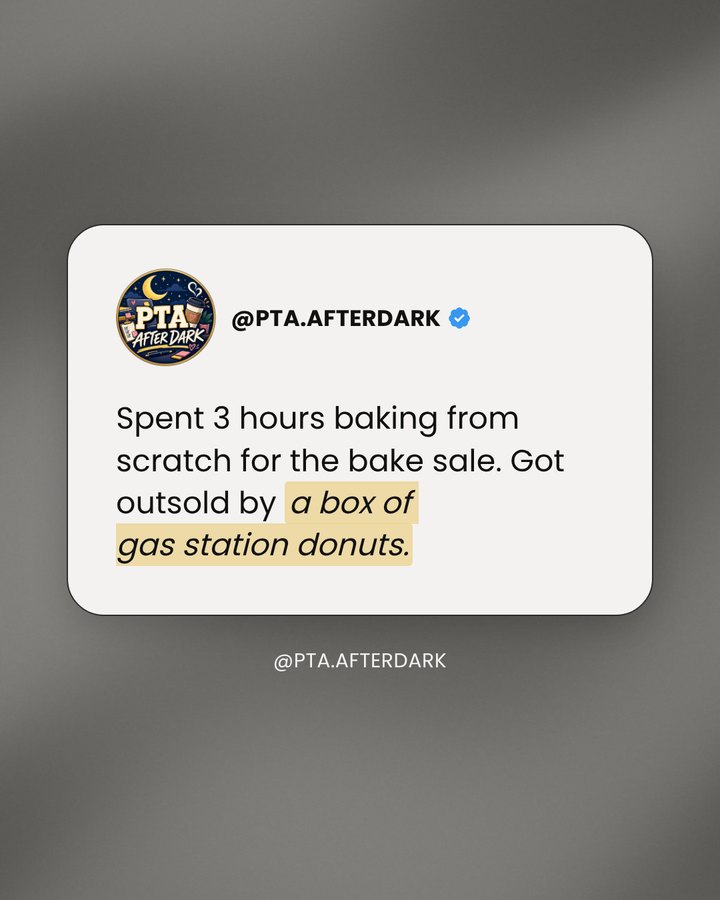 PTA
AFTER DARK
@PTA.AFTERDARK
Spent 3 hours baking from
scratch for the bake sale. Got
outsold by a box of
gas station donuts.
@PTA.AFTERDARK